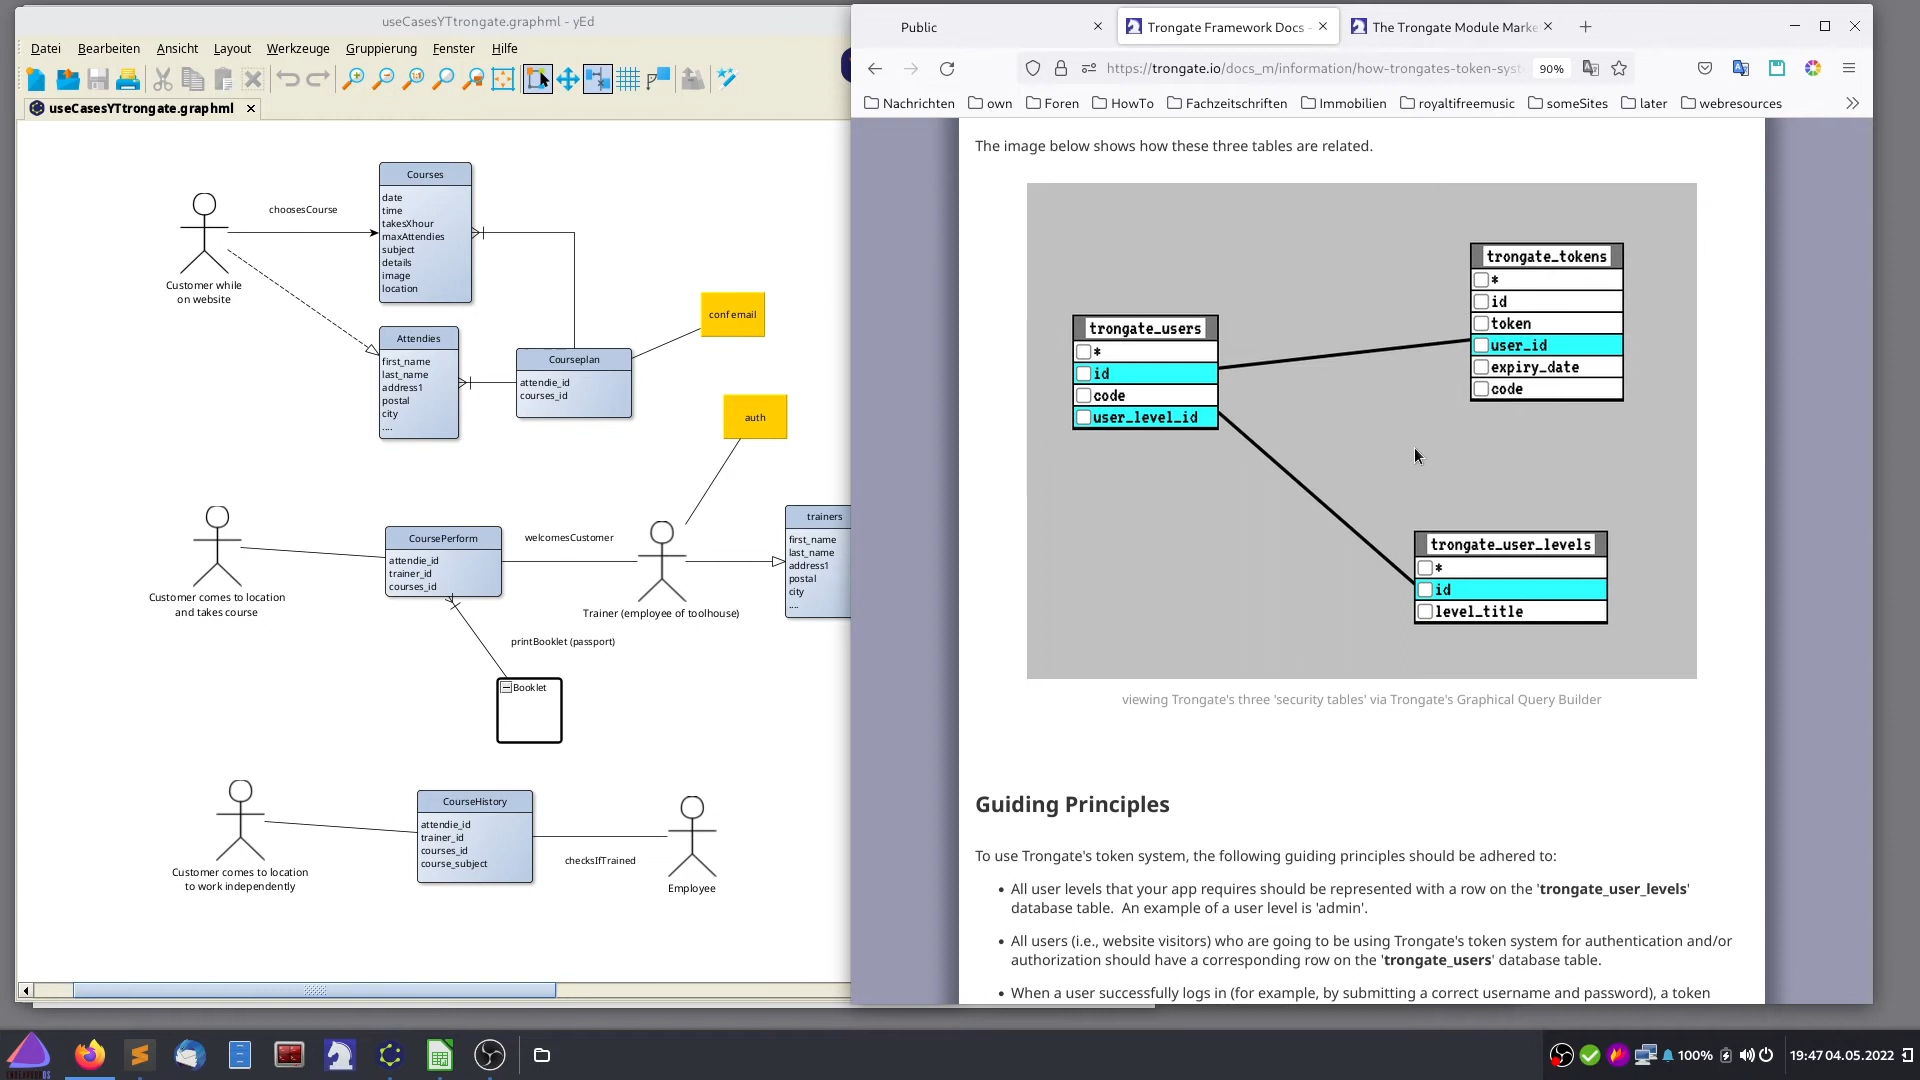 useCasesYTtrongate.graphml - yEd
Datei Bearbeiten Ansicht Layout Werkzeuge Gruppierung Fenster Hilfe
useCasesYTtrongate.graphml
Courses
date
time
takesXhour
maxAttendies
subject
details
image
location
choosesCourse
Customer while
on website
Attendies
first_name
last_name
address1
postal
city
....
Courseplan
attendie_id
courses_id
conf email
auth
CoursePerform
attendie_id
trainer_id
courses_id
welcomesCustomer
trainers
first_name
last_name
address1
postal
city
....
Customer comes to location
and takes course
Trainer (employee of toolhouse)
printBooklet (passport)
Booklet
CourseHistory
attendie_id
trainer_id
courses_id
course_subject
checksIfTrained
Customer comes to location
to work independently
Employee
Public
Trongate Framework Docs -
The Trongate Module Marke
https://trongate.io/docs_m/information/how-trongates-token-syst
90%
Nachrichten own Foren HowTo Fachzeitschriften Immobilien royaltifreemusic someSites later webresources
The image below shows how these three tables are related.
trongate_users
*
id
code
user_level_id
trongate_tokens
*
id
token
user_id
expiry_date
code
trongate_user_levels
*
id
level_title
viewing Trongate's three 'security tables' via Trongate's Graphical Query Builder
Guiding Principles
To use Trongate's token system, the following guiding principles should be adhered to:
• All user levels that your app requires should be represented with a row on the 'trongate_user_levels'
database table. An example of a user level is 'admin'.
• All users (i.e., website visitors) who are going to be using Trongate's token system for authentication and/or
authorization should have a corresponding row on the 'trongate_users' database table.
• When a user successfully logs in (for example, by submitting a correct username and password), a token
100%
19:47 04.05.2022